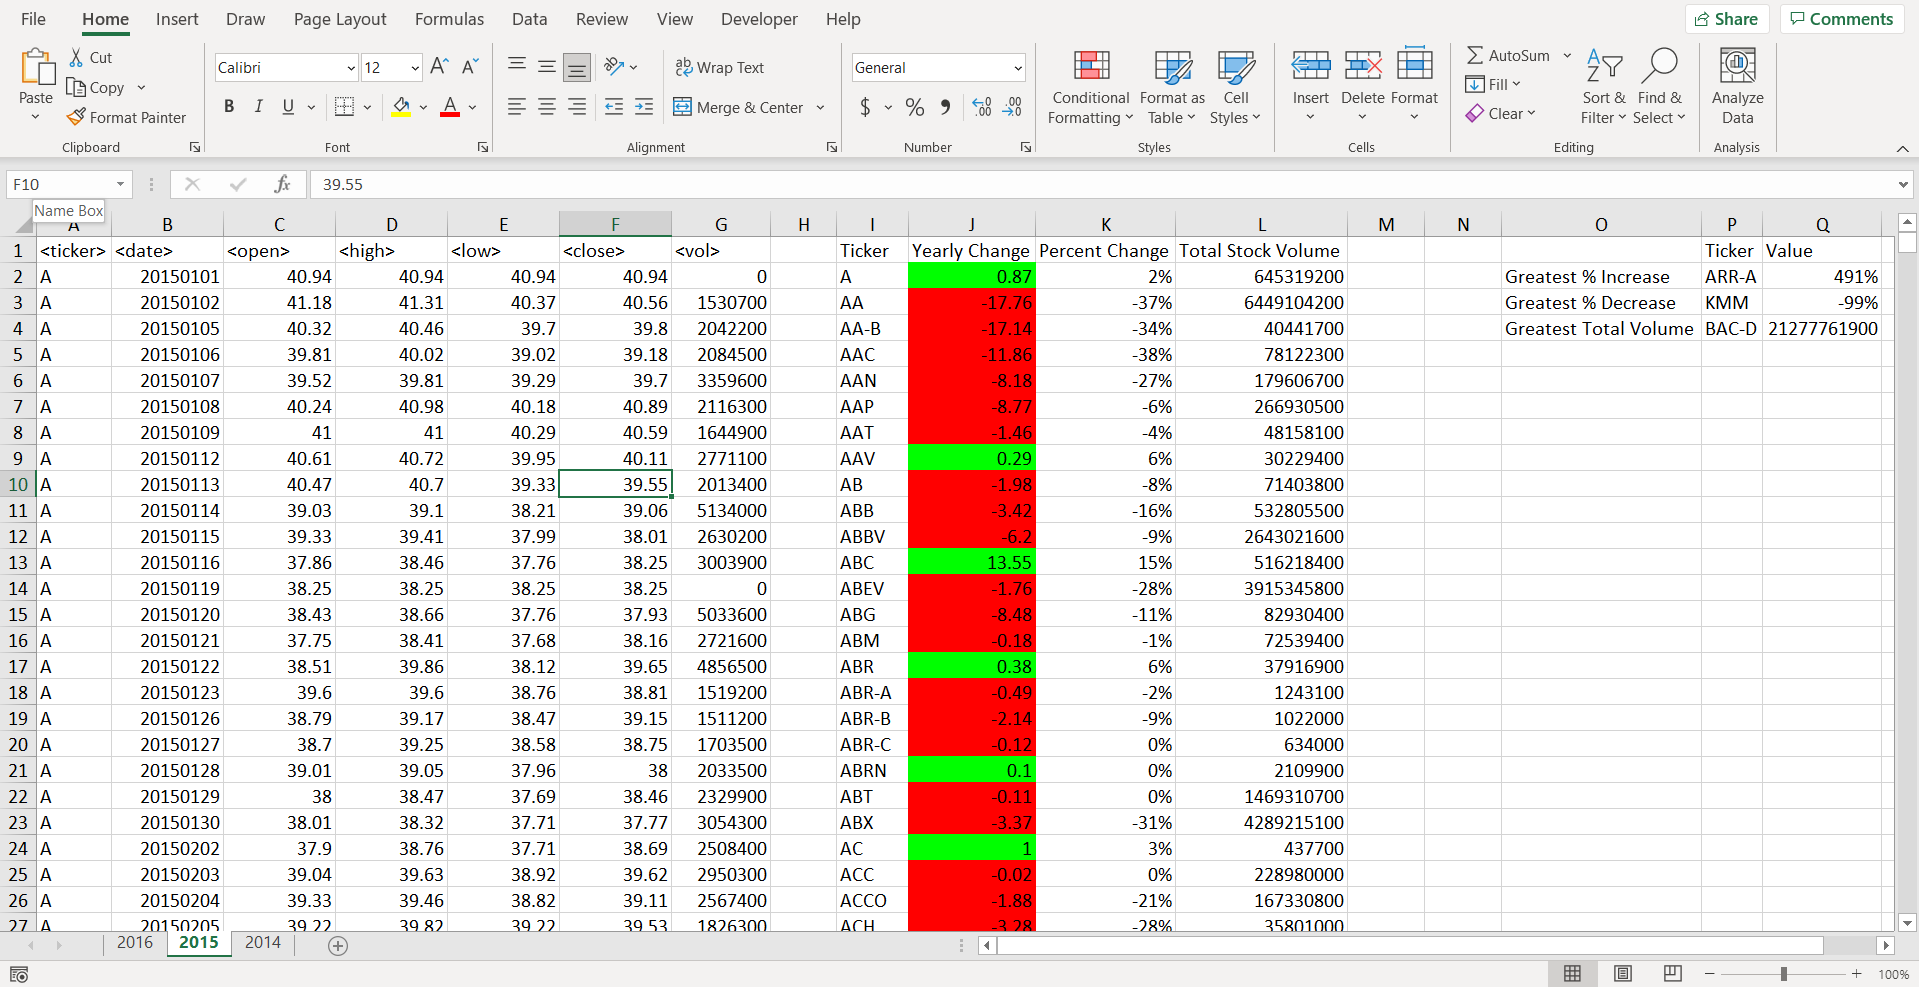 File Home Insert Draw Page Layout Formulas Data Review View Developer Help Share Comments
Paste Cut Copy Format Painter
Clipboard
Calibri 12
B I U A
Font
Wrap Text
Merge & Center
Alignment
General
$ % ,
Number
Conditional Formatting Format as Table Cell Styles
Styles
Insert Delete Format
Cells
AutoSum Fill Clear Sort & Filter Find & Select
Editing
Analyze Data
Analysis
F10 fx 39.55
Name Box
A B C D E F G H I J K L M N O P Q
1 <ticker> <date> <open> <high> <low> <close> <vol> Ticker Yearly Change Percent Change Total Stock Volume Ticker Value
2 A 20150101 40.94 40.94 40.94 40.94 0 A 0.87 2% 645319200 Greatest % Increase ARR-A 491%
3 A 20150102 41.18 41.31 40.37 40.56 1530700 AA -17.76 -37% 6449104200 Greatest % Decrease KMM -99%
4 A 20150105 40.32 40.46 39.7 39.8 2042200 AA-B -17.14 -34% 40441700 Greatest Total Volume BAC-D 21277761900
5 A 20150106 39.81 40.02 39.02 39.18 2084500 AAC -11.86 -38% 78122300
6 A 20150107 39.52 39.81 39.29 39.7 3359600 AAN -8.18 -27% 179606700
7 A 20150108 40.24 40.98 40.18 40.89 2116300 AAP -8.77 -6% 266930500
8 A 20150109 41 41 40.29 40.59 1644900 AAT -1.46 -4% 48158100
9 A 20150112 40.61 40.72 39.95 40.11 2771100 AAV 0.29 6% 30229400
10 A 20150113 40.47 40.7 39.33 39.55 2013400 AB -1.98 -8% 71403800
11 A 20150114 39.03 39.1 38.21 39.06 5134000 ABB -3.42 -16% 532805500
12 A 20150115 39.33 39.41 37.99 38.01 2630200 ABBV -6.2 -9% 2643021600
13 A 20150116 37.86 38.46 37.76 38.25 3003900 ABC 13.55 15% 516218400
14 A 20150119 38.25 38.25 38.25 38.25 0 ABEV -1.76 -28% 3915345800
15 A 20150120 38.43 38.66 37.76 37.93 5033600 ABG -8.48 -11% 82930400
16 A 20150121 37.75 38.41 37.68 38.16 2721600 ABM -0.18 -1% 72539400
17 A 20150122 38.51 39.86 38.12 39.65 4856500 ABR 0.38 6% 37916900
18 A 20150123 39.6 39.6 38.76 38.81 1519200 ABR-A -0.49 -2% 1243100
19 A 20150126 38.79 39.17 38.47 39.15 1511200 ABR-B -2.14 -9% 1022000
20 A 20150127 38.7 39.25 38.58 38.75 1703500 ABR-C -0.12 0% 634000
21 A 20150128 39.01 39.05 37.96 38 2033500 ABRN 0.1 0% 2109900
22 A 20150129 38 38.47 37.69 38.46 2329900 ABT -0.11 0% 1469310700
23 A 20150130 38.01 38.32 37.71 37.77 3054300 ABX -3.37 -31% 4289215100
24 A 20150202 37.9 38.76 37.71 38.69 2508400 AC 1 3% 437700
25 A 20150203 39.04 39.63 38.92 39.62 2950300 ACC -0.02 0% 228980000
26 A 20150204 39.33 39.46 38.82 39.11 2567400 ACCO -1.88 -21% 167330800
27 A 20150205 39.22 39.82 39.22 39.53 1826300 ACH -3.28 -28% 35801000
2016 2015 2014
100%